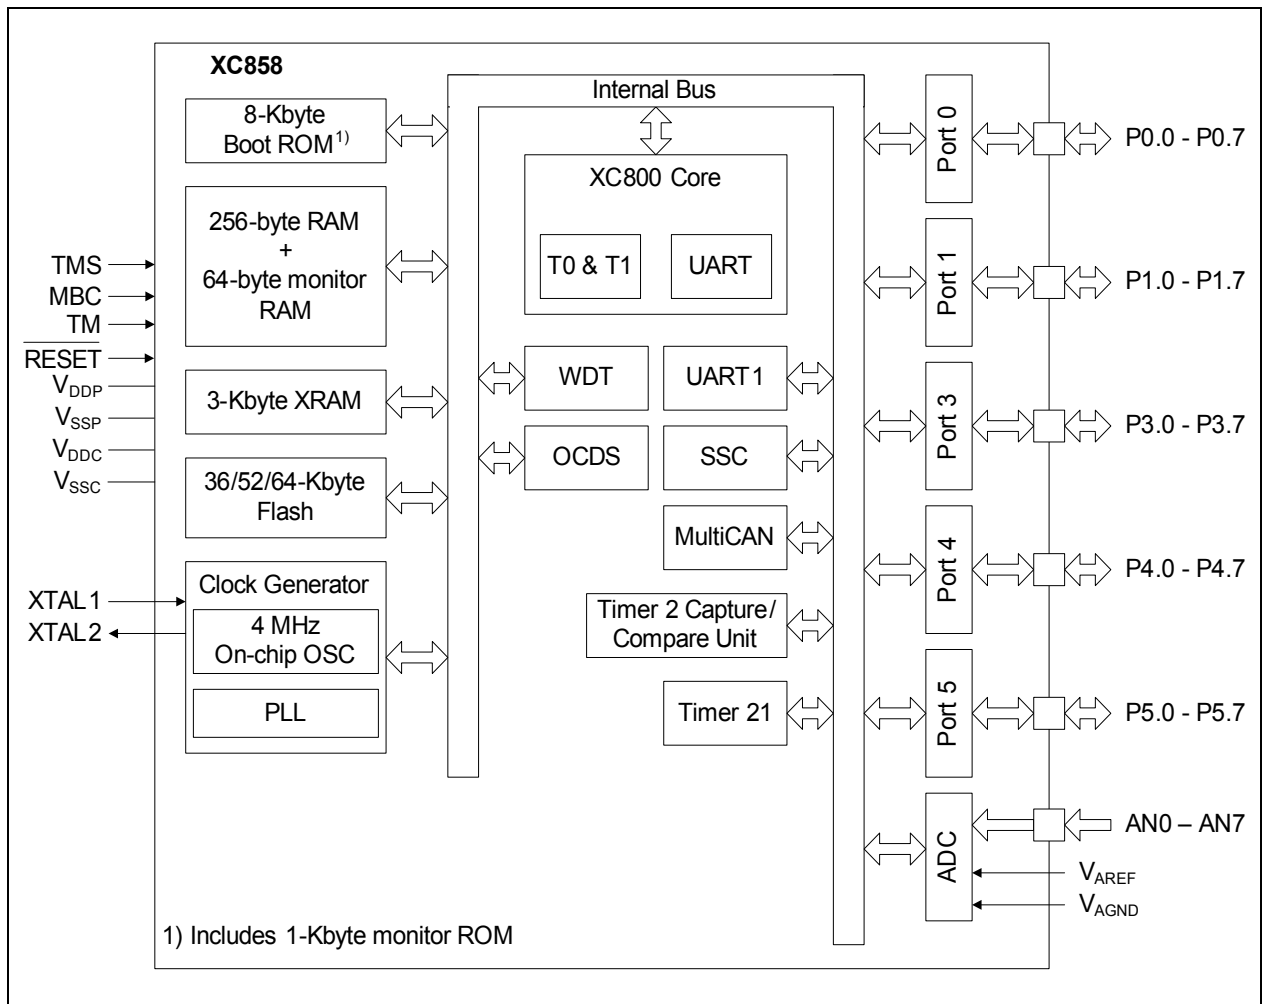 XC858
8-Kbyte
Boot ROM1)
256-byte RAM
+
64-byte monitor
RAM
3-Kbyte XRAM
36/52/64-Kbyte
Flash
Clock Generator
4 MHz
On-chip OSC
PLL
TMS
MBC
TM
RESET
VDDP
VSSP
VDDC
VSSC
XTAL1
XTAL2
Internal Bus
XC800 Core
T0 & T1
UART
WDT
UART1
OCDS
SSC
MultiCAN
Timer 2 Capture/
Compare Unit
Timer 21
Port 0
P0.0 - P0.7
Port 1
P1.0 - P1.7
Port 3
P3.0 - P3.7
Port 4
P4.0 - P4.7
Port 5
P5.0 - P5.7
ADC
AN0 – AN7
VAREF
VAGND
1) Includes 1-Kbyte monitor ROM